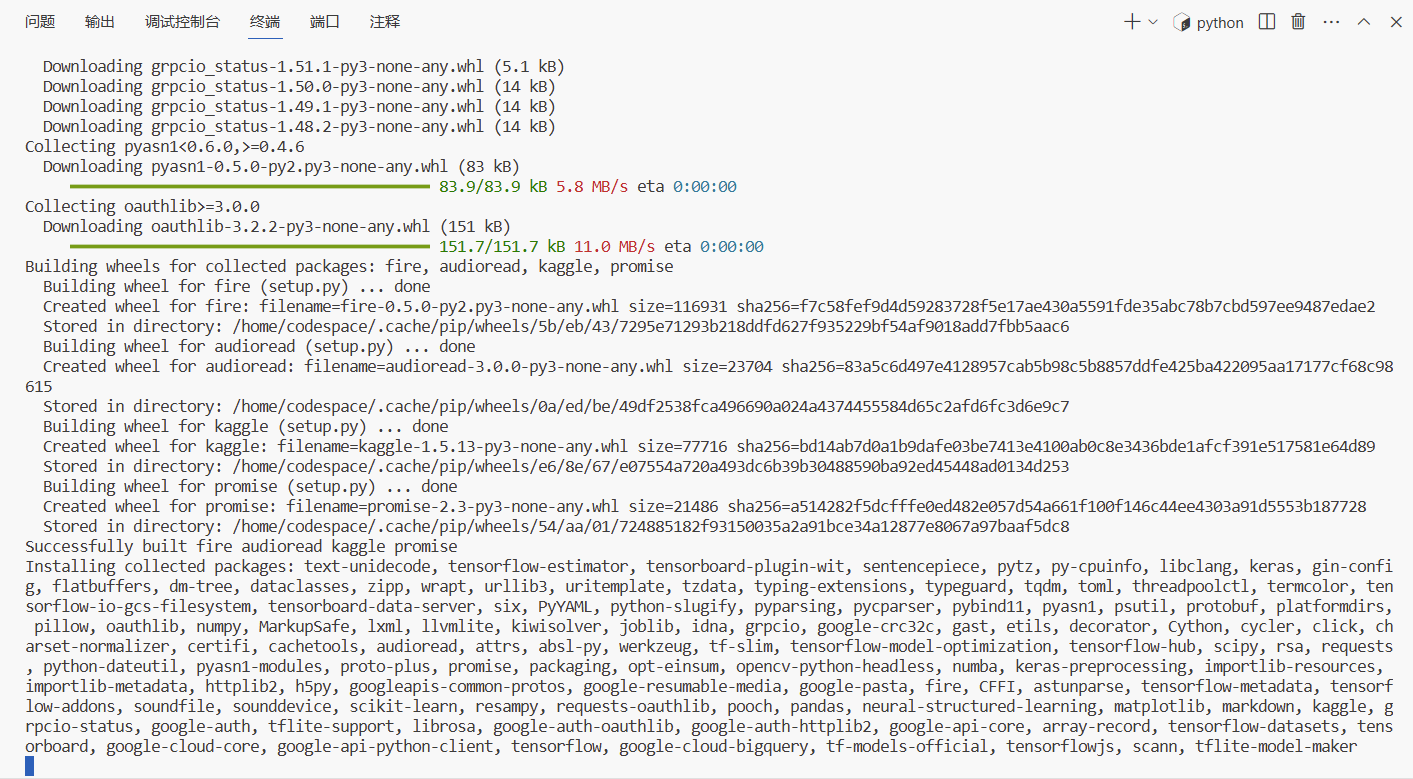 问题 输出 调试控制台 终端 端口 注释 python
Downloading grpcio_status-1.51.1-py3-none-any.whl (5.1 kB)
Downloading grpcio_status-1.50.0-py3-none-any.whl (14 kB)
Downloading grpcio_status-1.49.1-py3-none-any.whl (14 kB)
Downloading grpcio_status-1.48.2-py3-none-any.whl (14 kB)
Collecting pyasn1<0.6.0,>=0.4.6
Downloading pyasn1-0.5.0-py2.py3-none-any.whl (83 kB)
83.9/83.9 kB 5.8 MB/s eta 0:00:00
Collecting oauthlib>=3.0.0
Downloading oauthlib-3.2.2-py3-none-any.whl (151 kB)
151.7/151.7 kB 11.0 MB/s eta 0:00:00
Building wheels for collected packages: fire, audioread, kaggle, promise
Building wheel for fire (setup.py) ... done
Created wheel for fire: filename=fire-0.5.0-py2.py3-none-any.whl size=116931 sha256=f7c58fef9d4d59283728f5e17ae430a5591fde35abc78b7cbd597ee9487edae2
Stored in directory: /home/codespace/.cache/pip/wheels/5b/eb/43/7295e71293b218ddfd627f935229bf54af9018add7fbb5aac6
Building wheel for audioread (setup.py) ... done
Created wheel for audioread: filename=audioread-3.0.0-py3-none-any.whl size=23704 sha256=83a5c6d497e4128957cab5b98c5b8857ddfe425ba422095aa17177cf68c98
615
Stored in directory: /home/codespace/.cache/pip/wheels/0a/ed/be/49df2538fca496690a024a4374455584d65c2afd6fc3d6e9c7
Building wheel for kaggle (setup.py) ... done
Created wheel for kaggle: filename=kaggle-1.5.13-py3-none-any.whl size=77716 sha256=bd14ab7d0a1b9dafe03be7413e4100ab0c8e3436bde1afcf391e517581e64d89
Stored in directory: /home/codespace/.cache/pip/wheels/e6/8e/67/e07554a720a493dc6b39b30488590ba92ed45448ad0134d253
Building wheel for promise (setup.py) ... done
Created wheel for promise: filename=promise-2.3-py3-none-any.whl size=21486 sha256=a514282f5dcfffe0ed482e057d54a661f100f146c44ee4303a91d5553b187728
Stored in directory: /home/codespace/.cache/pip/wheels/54/aa/01/724885182f93150035a2a91bce34a12877e8067a97baaf5dc8
Successfully built fire audioread kaggle promise
Installing collected packages: text-unidecode, tensorflow-estimator, tensorboard-plugin-wit, sentencepiece, pytz, py-cpuinfo, libclang, keras, gin-confi
g, flatbuffers, dm-tree, dataclasses, zipp, wrapt, urllib3, uritemplate, tzdata, typing-extensions, typeguard, tqdm, toml, threadpoolctl, termcolor, ten
sorflow-io-gcs-filesystem, tensorboard-data-server, six, PyYAML, python-slugify, pyparsing, pycparser, pybind11, pyasn1, psutil, protobuf, platformdirs,
pillow, oauthlib, numpy, MarkupSafe, lxml, llvmlite, kiwisolver, joblib, idna, grpcio, google-crc32c, gast, etils, decorator, Cython, cycler, click, ch
arset-normalizer, certifi, cachetools, audioread, attrs, absl-py, werkzeug, tf-slim, tensorflow-model-optimization, tensorflow-hub, scipy, rsa, requests
, python-dateutil, pyasn1-modules, proto-plus, promise, packaging, opt-einsum, opencv-python-headless, numba, keras-preprocessing, importlib-resources,
importlib-metadata, httplib2, h5py, googleapis-common-protos, google-resumable-media, google-pasta, fire, CFFI, astunparse, tensorflow-metadata, tensorf
low-addons, soundfile, sounddevice, scikit-learn, resampy, requests-oauthlib, pooch, pandas, neural-structured-learning, matplotlib, markdown, kaggle, g
rpcio-status, google-auth, tflite-support, librosa, google-auth-oauthlib, google-auth-httplib2, google-api-core, array-record, tensorflow-datasets, tens
orboard, google-cloud-core, google-api-python-client, tensorflow, google-cloud-bigquery, tf-models-official, tensorflowjs, scann, tflite-model-maker